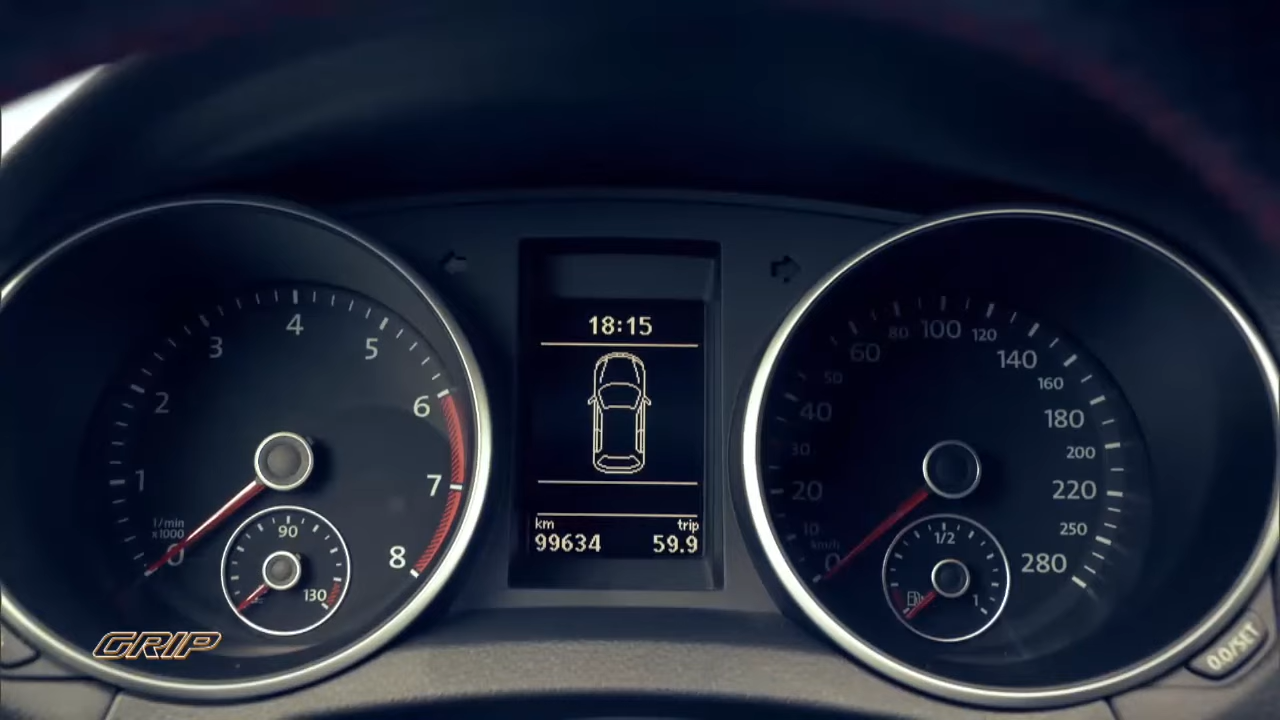 18:15
km trip
99634 59.9
l/min
x1000
0 1 2 3 4 5 6 7 8
90
130
0 10 20 30 40 50 60 80 100 120 140 160 180 200 220 250 280
km/h
1/2
1
0.0/SET
GRIP